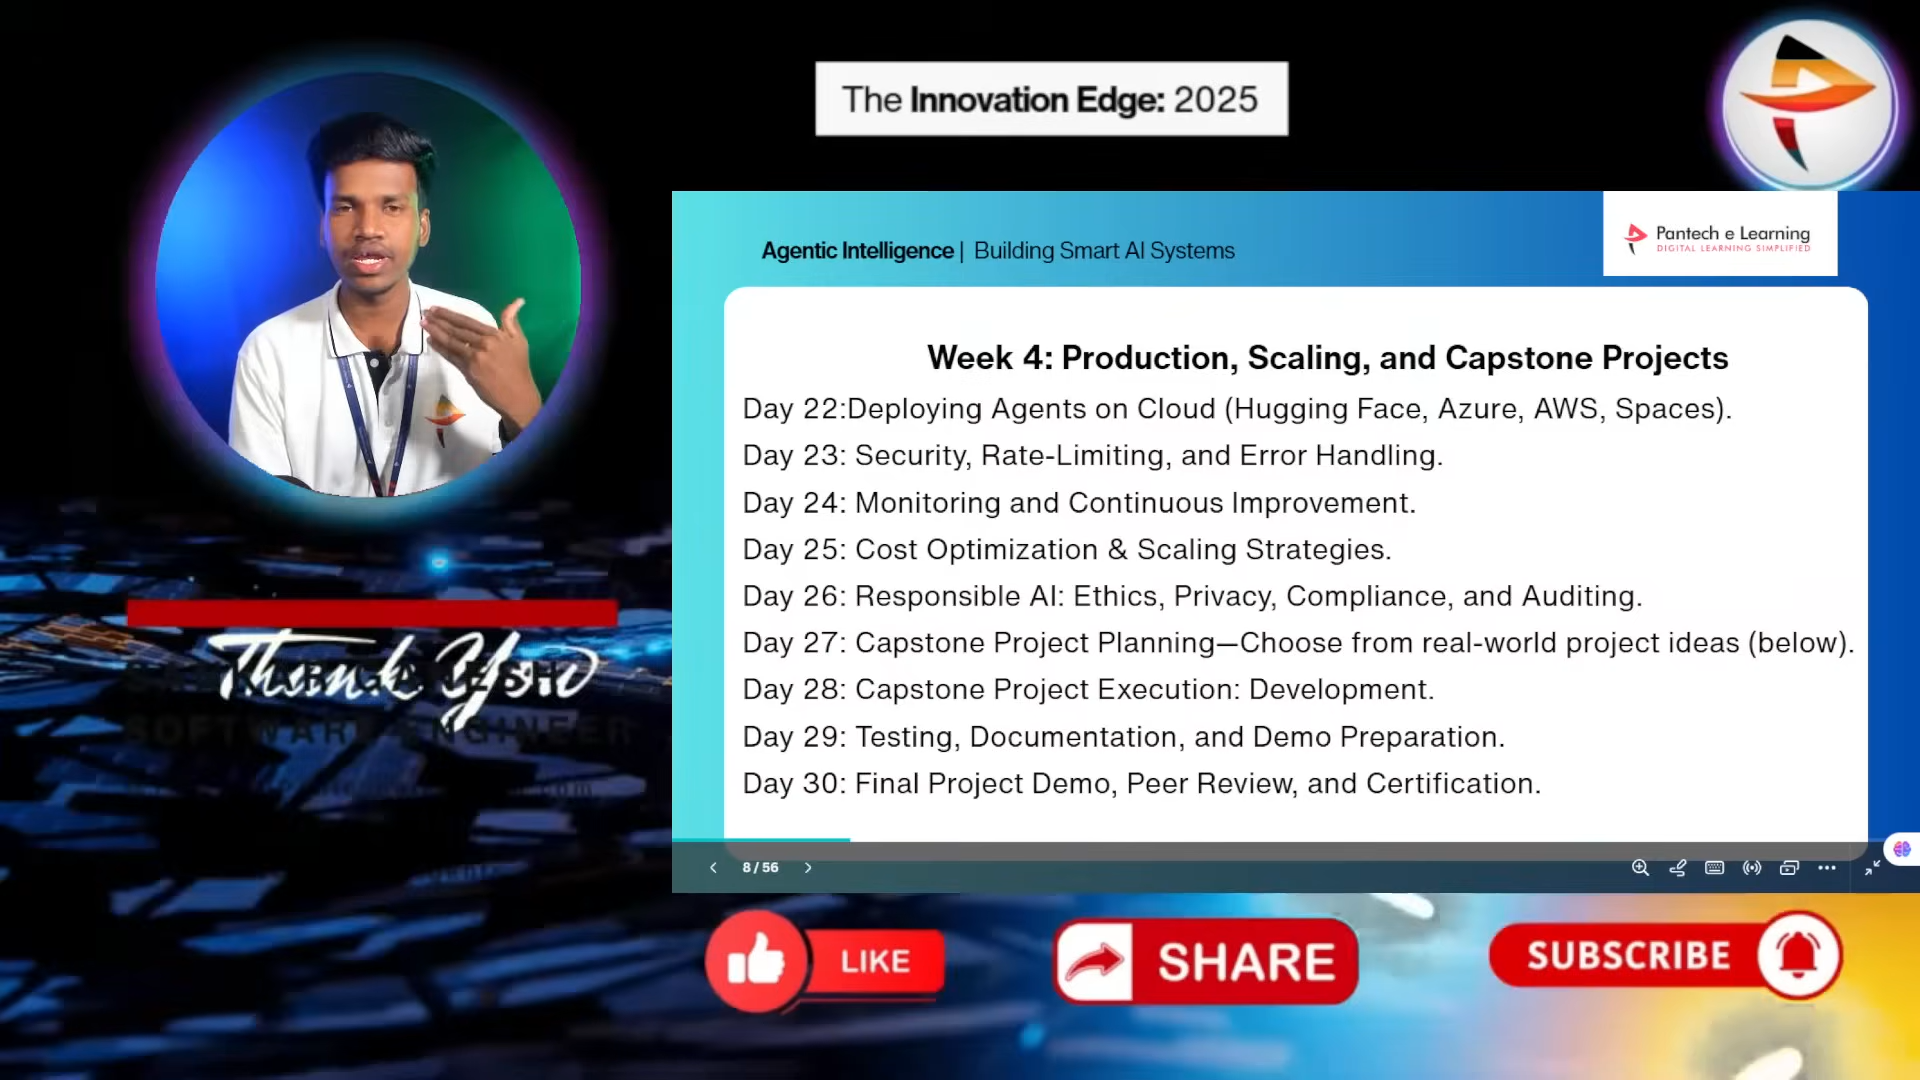 The Innovation Edge: 2025
Agentic Intelligence | Building Smart AI Systems
Pantech e Learning
DIGITAL LEARNING SIMPLIFIED
Week 4: Production, Scaling, and Capstone Projects
Day 22:Deploying Agents on Cloud (Hugging Face, Azure, AWS, Spaces).
Day 23: Security, Rate-Limiting, and Error Handling.
Day 24: Monitoring and Continuous Improvement.
Day 25: Cost Optimization & Scaling Strategies.
Day 26: Responsible AI: Ethics, Privacy, Compliance, and Auditing.
Day 27: Capstone Project Planning—Choose from real-world project ideas (below).
Day 28: Capstone Project Execution: Development.
Day 29: Testing, Documentation, and Demo Preparation.
Day 30: Final Project Demo, Peer Review, and Certification.
8/56
Thank You
SOFTWARE ENGINEER
LIKE
SHARE
SUBSCRIBE